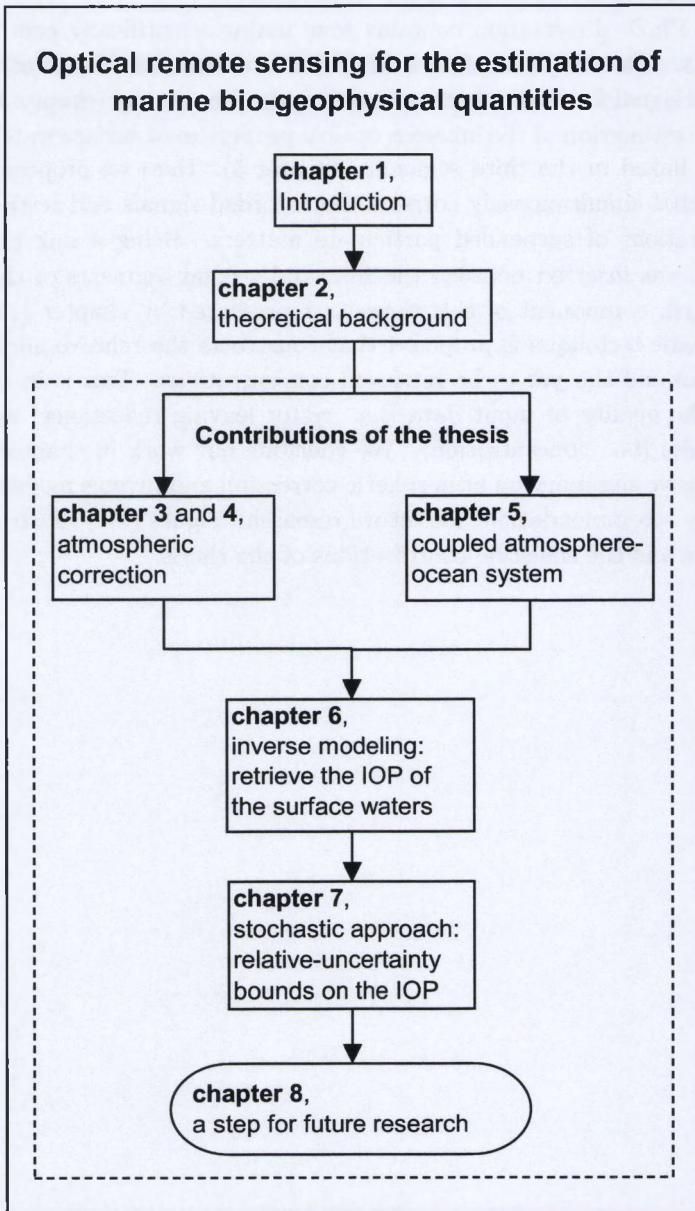 Optical remote sensing for the estimation of
marine bio-geophysical quantities
chapter 1,
Introduction
chapter 2,
theoretical background
Contributions of the thesis
chapter 3 and 4,
atmospheric
correction
chapter 5,
coupled atmosphere-
ocean system
chapter 6,
inverse modeling:
retrieve the IOP of
the surface waters
chapter 7,
stochastic approach:
relative-uncertainty
bounds on the IOP
chapter 8,
a step for future research